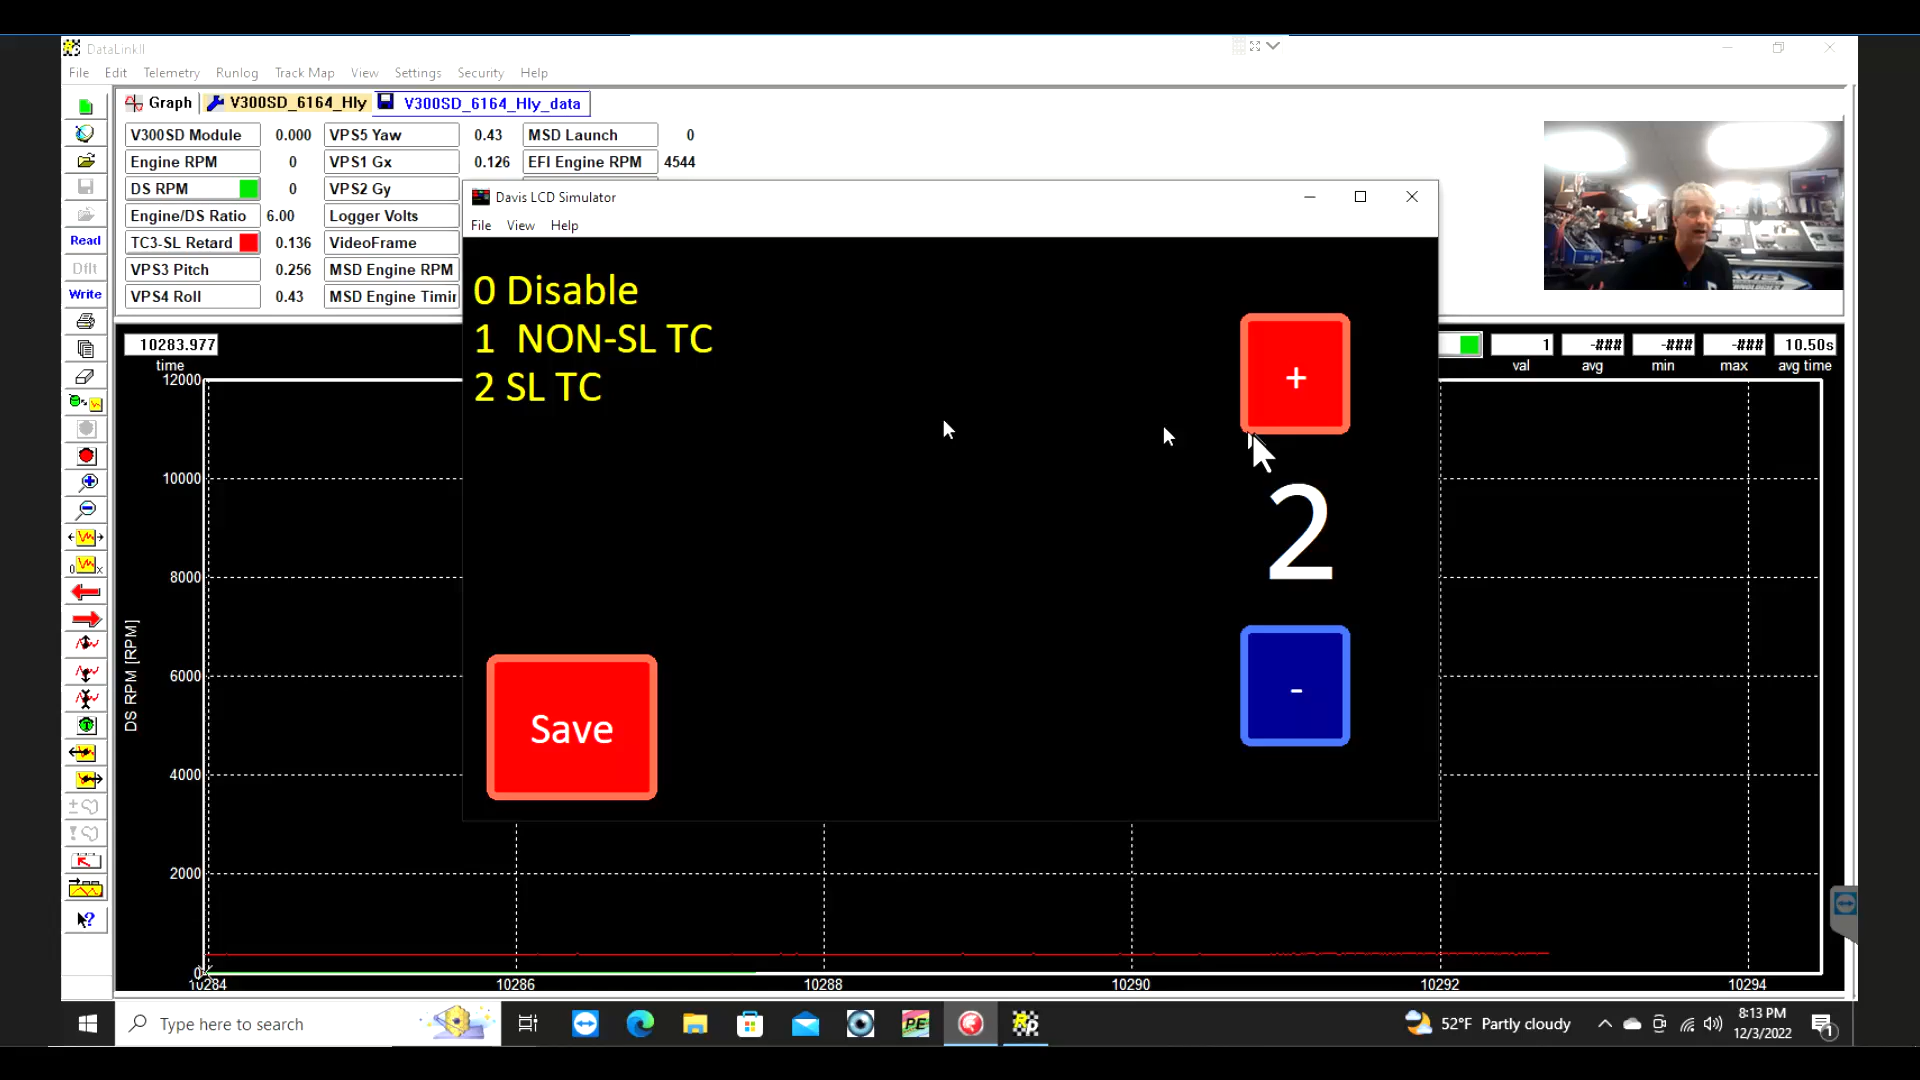 DataLinkII
File Edit Telemetry Runlog Track Map View Settings Security Help
Graph V300SD_6164_Hly V300SD_6164_Hly_data
V300SD Module 0.000 VPS5 Yaw 0.43 MSD Launch 0
Engine RPM 0 VPS1 Gx 0.126 EFI Engine RPM 4544
DS RPM 0 VPS2 Gy
Engine/DS Ratio 6.00 Logger Volts
TC3-SL Retard 0.136 VideoFrame
VPS3 Pitch 0.256 MSD Engine RPM
VPS4 Roll 0.43 MSD Engine Timir
Read
Dflt
Write
Davis LCD Simulator
File View Help
0 Disable
1 NON-SL TC
2 SL TC
+
2
-
Save
10283.977 1 -### -### -### 10.50s
time val avg min max avg time
12000
10000
8000
6000
4000
2000
0
DS RPM [RPM]
10284 10286 10288 10290 10292 10294
Type here to search
PE
52°F Partly cloudy
8:13 PM
12/3/2022
1